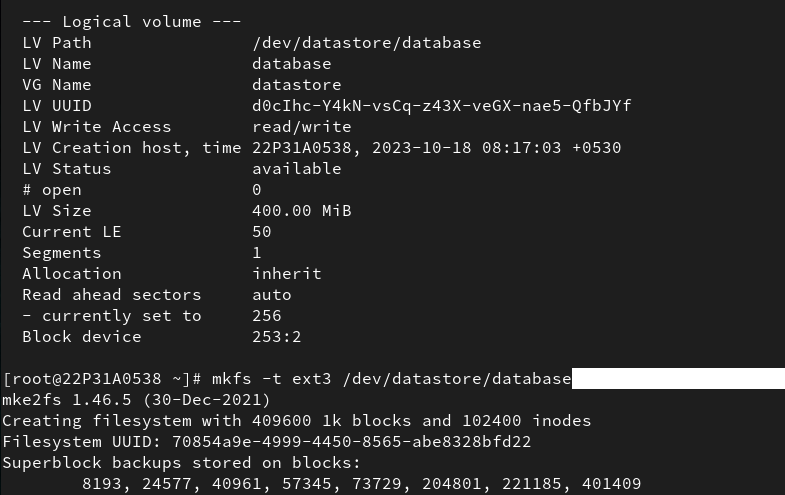 --- Logical volume ---
LV Path /dev/datastore/database
LV Name database
VG Name datastore
LV UUID d0cIhc-Y4kN-vsCq-z43X-veGX-nae5-QfbJYf
LV Write Access read/write
LV Creation host, time 22P31A0538, 2023-10-18 08:17:03 +0530
LV Status available
# open 0
LV Size 400.00 MiB
Current LE 50
Segments 1
Allocation inherit
Read ahead sectors auto
- currently set to 256
Block device 253:2
[root@22P31A0538 ~]# mkfs -t ext3 /dev/datastore/database
mke2fs 1.46.5 (30-Dec-2021)
Creating filesystem with 409600 1k blocks and 102400 inodes
Filesystem UUID: 70854a9e-4999-4450-8565-abe8328bfd22
Superblock backups stored on blocks:
8193, 24577, 40961, 57345, 73729, 204801, 221185, 401409